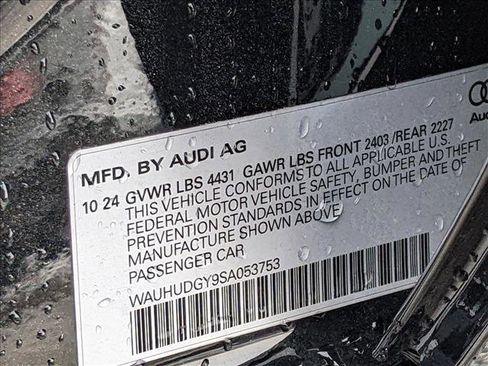 MFD. BY AUDI AG
10 24 GVWR LBS 4431 GAWR LBS FRONT 2403 /REAR 2227
THIS VEHICLE CONFORMS TO ALL APPLICABLE U.S.
FEDERAL MOTOR VEHICLE SAFETY, BUMPER AND THEFT
PREVENTION STANDARDS IN EFFECT ON THE DATE OF
MANUFACTURE SHOWN ABOVE
PASSENGER CAR
WAUHUDGY9SA053753
Aud